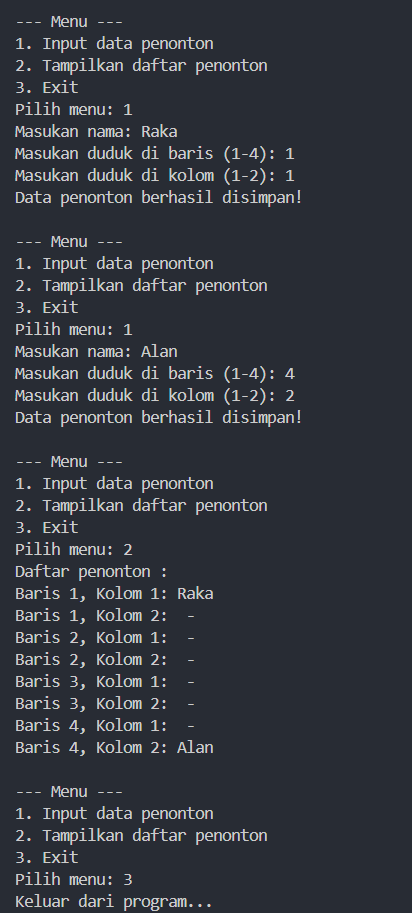 --- Menu ---
1. Input data penonton
2. Tampilkan daftar penonton
3. Exit
Pilih menu: 1
Masukan nama: Raka
Masukan duduk di baris (1-4): 1
Masukan duduk di kolom (1-2): 1
Data penonton berhasil disimpan!

--- Menu ---
1. Input data penonton
2. Tampilkan daftar penonton
3. Exit
Pilih menu: 1
Masukan nama: Alan
Masukan duduk di baris (1-4): 4
Masukan duduk di kolom (1-2): 2
Data penonton berhasil disimpan!

--- Menu ---
1. Input data penonton
2. Tampilkan daftar penonton
3. Exit
Pilih menu: 2
Daftar penonton :
Baris 1, Kolom 1: Raka
Baris 1, Kolom 2:  -
Baris 2, Kolom 1:  -
Baris 2, Kolom 2:  -
Baris 3, Kolom 1:  -
Baris 3, Kolom 2:  -
Baris 4, Kolom 1:  -
Baris 4, Kolom 2: Alan

--- Menu ---
1. Input data penonton
2. Tampilkan daftar penonton
3. Exit
Pilih menu: 3
Keluar dari program...